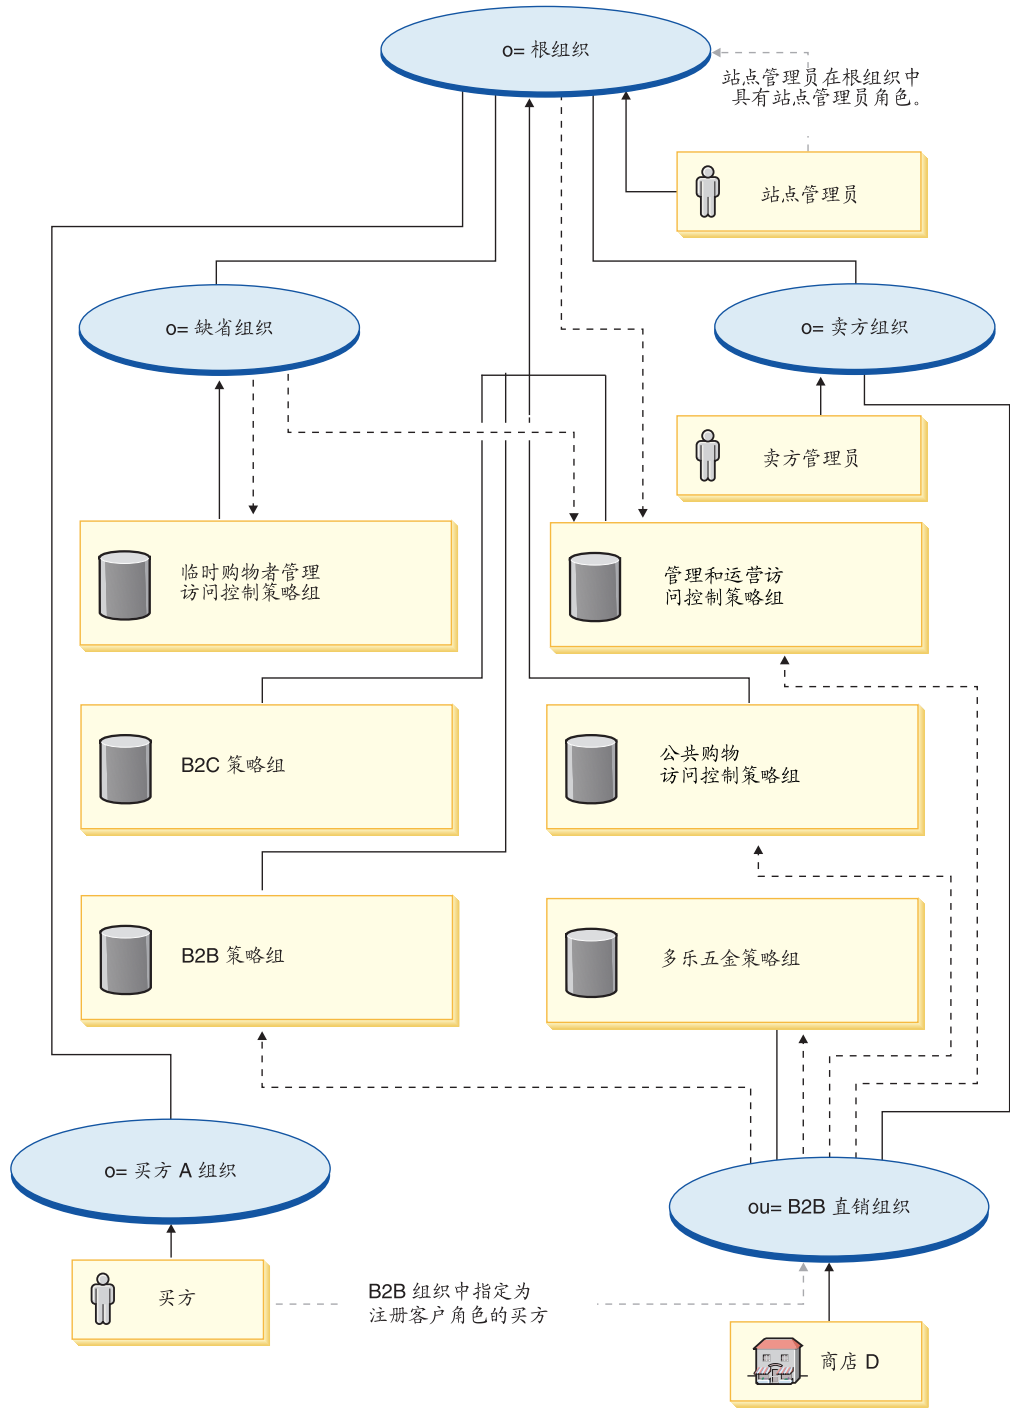 o= 根组织
站点管理员在根组织中
具有站点管理员角色。
站点管理员
o= 缺省组织
o= 卖方组织
卖方管理员
临时购物者管理
访问控制策略组
管理和运营访
问控制策略组
B2C 策略组
公共购物
访问控制策略组
B2B 策略组
多乐五金策略组
o= 买方 A 组织
ou= B2B 直销组织
买方
B2B 组织中指定为
注册客户角色的买方
商店 D